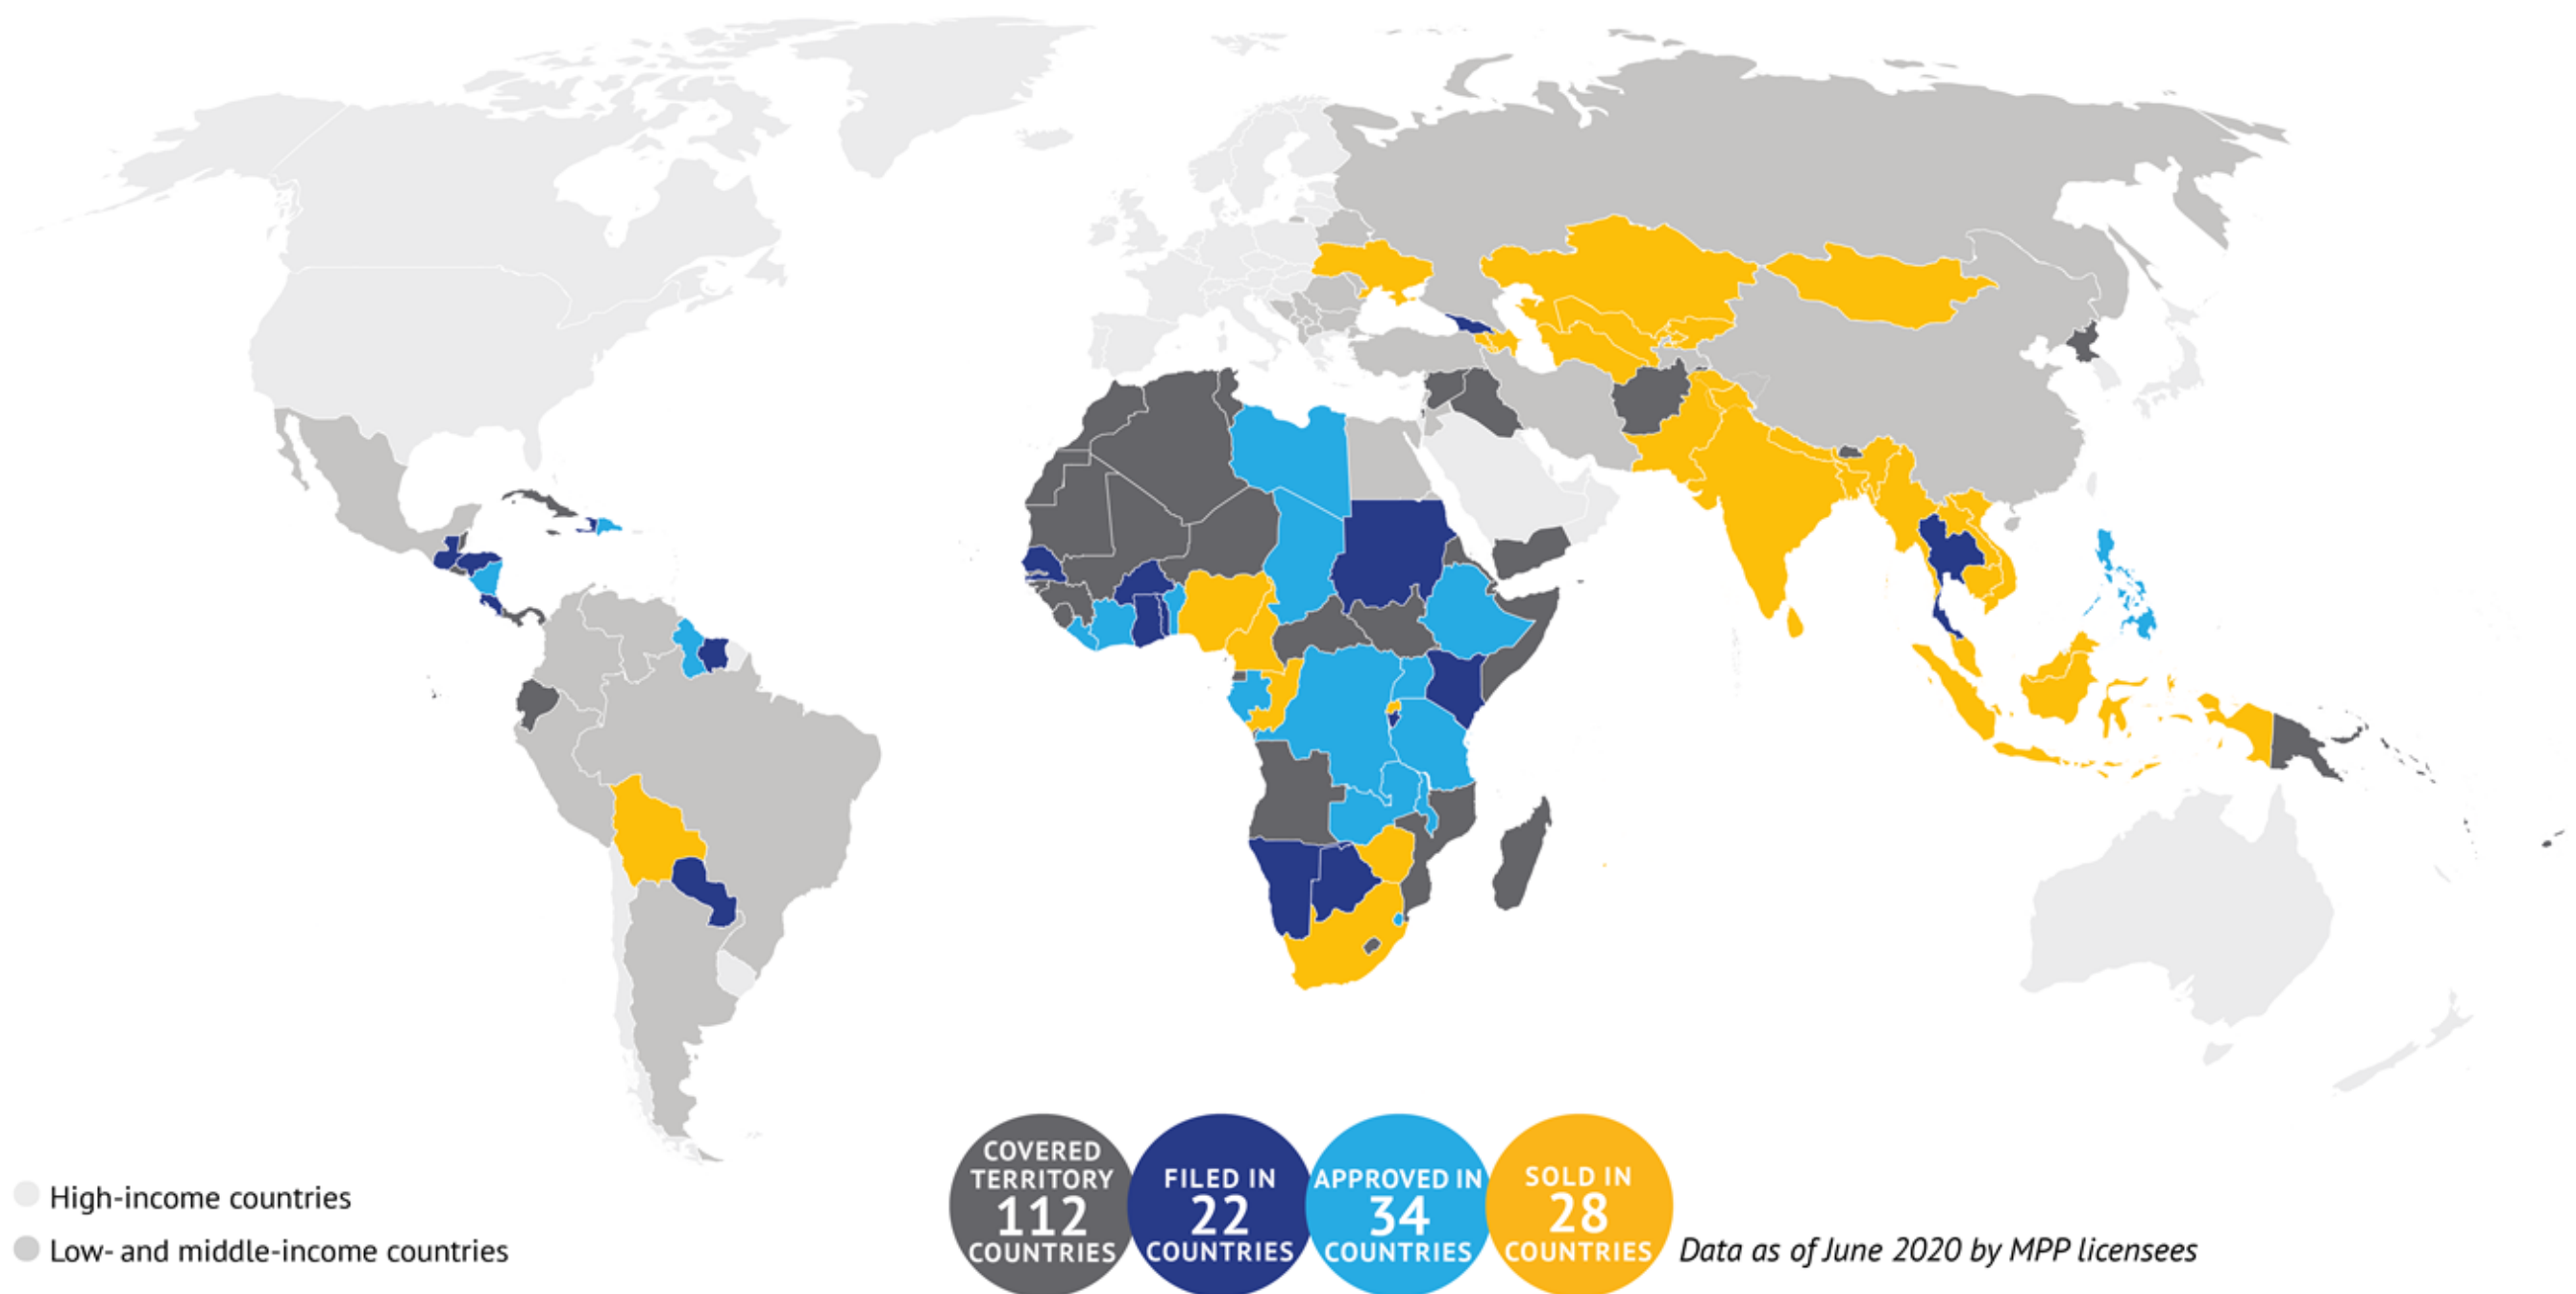 COVERED
TERRITORY
112
COUNTRIES
FILED IN
22
COUNTRIES
APPROVED IN
34
COUNTRIES
SOLD IN
28
COUNTRIES
High-income countries
Low- and middle-income countries
Data as of June 2020 by MPP licensees